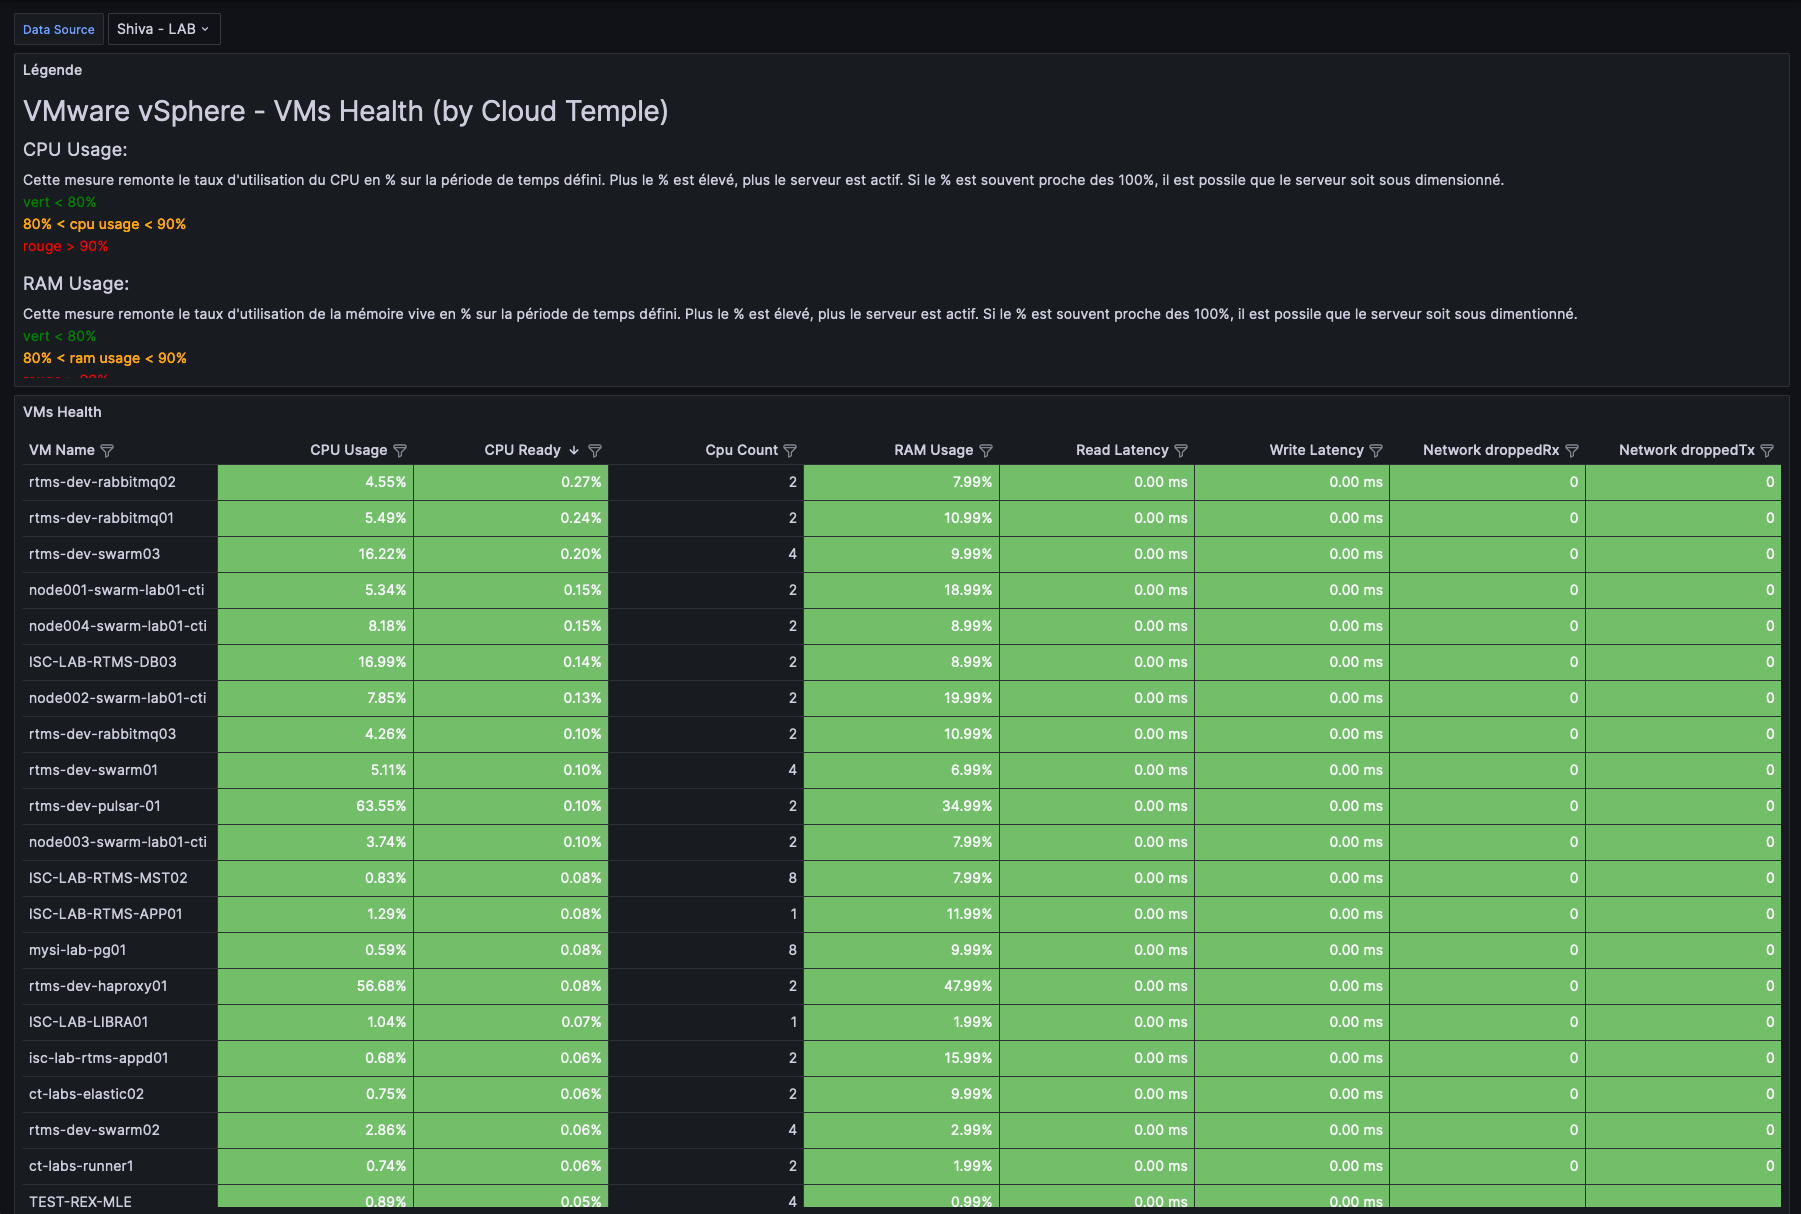 Data Source Shiva - LAB
Légende
VMware vSphere - VMs Health (by Cloud Temple)
CPU Usage:
Cette mesure remonte le taux d'utilisation du CPU en % sur la période de temps défini. Plus le % est élevé, plus le serveur est actif. Si le % est souvent proche des 100%, il est possile que le serveur soit sous dimensionné.
vert < 80%
80% < cpu usage < 90%
rouge > 90%
RAM Usage:
Cette mesure remonte le taux d'utilisation de la mémoire vive en % sur la période de temps défini. Plus le % est élevé, plus le serveur est actif. Si le % est souvent proche des 100%, il est possile que le serveur soit sous dimentionné.
vert < 80%
80% < ram usage < 90%
VMs Health
VM Name CPU Usage CPU Ready Cpu Count RAM Usage Read Latency Write Latency Network droppedRx Network droppedTx
rtms-dev-rabbitmq02 4.55% 0.27% 2 7.99% 0.00 ms 0.00 ms 0 0
rtms-dev-rabbitmq01 5.49% 0.24% 2 10.99% 0.00 ms 0.00 ms 0 0
rtms-dev-swarm03 16.22% 0.20% 4 9.99% 0.00 ms 0.00 ms 0 0
node001-swarm-lab01-cti 5.34% 0.15% 2 18.99% 0.00 ms 0.00 ms 0 0
node004-swarm-lab01-cti 8.18% 0.15% 2 8.99% 0.00 ms 0.00 ms 0 0
ISC-LAB-RTMS-DB03 16.99% 0.14% 2 8.99% 0.00 ms 0.00 ms 0 0
node002-swarm-lab01-cti 7.85% 0.13% 2 19.99% 0.00 ms 0.00 ms 0 0
rtms-dev-rabbitmq03 4.26% 0.10% 2 10.99% 0.00 ms 0.00 ms 0 0
rtms-dev-swarm01 5.11% 0.10% 4 6.99% 0.00 ms 0.00 ms 0 0
rtms-dev-pulsar-01 63.55% 0.10% 2 34.99% 0.00 ms 0.00 ms 0 0
node003-swarm-lab01-cti 3.74% 0.10% 2 7.99% 0.00 ms 0.00 ms 0 0
ISC-LAB-RTMS-MST02 0.83% 0.08% 8 7.99% 0.00 ms 0.00 ms 0 0
ISC-LAB-RTMS-APP01 1.29% 0.08% 1 11.99% 0.00 ms 0.00 ms 0 0
mysi-lab-pg01 0.59% 0.08% 8 9.99% 0.00 ms 0.00 ms 0 0
rtms-dev-haproxy01 56.68% 0.08% 2 47.99% 0.00 ms 0.00 ms 0 0
ISC-LAB-LIBRA01 1.04% 0.07% 1 1.99% 0.00 ms 0.00 ms 0 0
isc-lab-rtms-appd01 0.68% 0.06% 2 15.99% 0.00 ms 0.00 ms 0 0
ct-labs-elastic02 0.75% 0.06% 2 9.99% 0.00 ms 0.00 ms 0 0
rtms-dev-swarm02 2.86% 0.06% 4 2.99% 0.00 ms 0.00 ms 0 0
ct-labs-runner1 0.74% 0.06% 2 1.99% 0.00 ms 0.00 ms 0 0
TEST-REX-MLE 0.89% 0.05% 4 0.99% 0.00 ms 0.00 ms